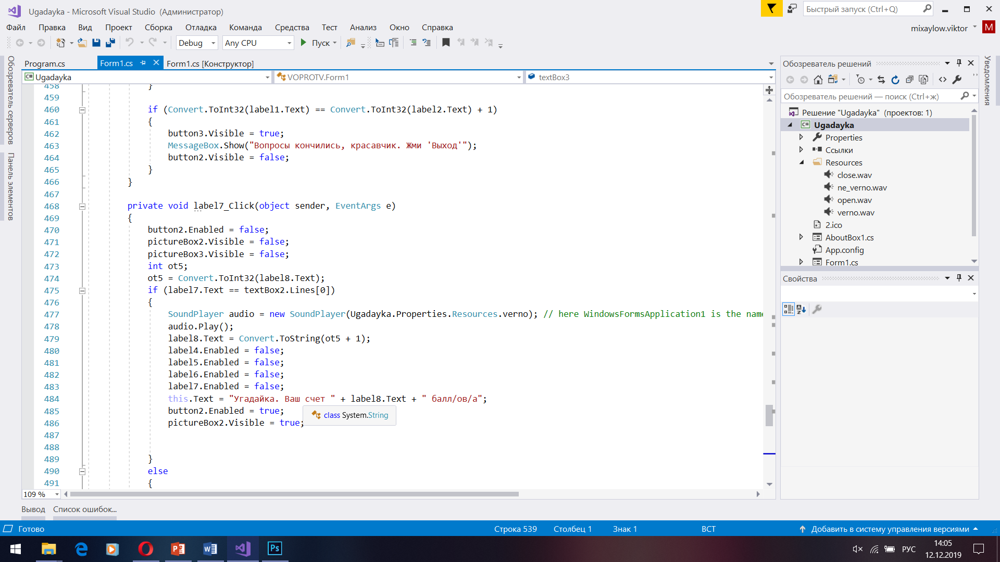 Ugadayka - Microsoft Visual Studio (Администратор)
Быстрый запуск (Ctrl+Q)
Файл Правка Вид Проект Сборка Отладка Команда Средства Тест Анализ Окно Справка
mixaylow.viktor M
Debug Any CPU Пуск
Обозреватель серверов
Панель элементов
Program.cs Form1.cs Form1.cs [Конструктор]
Ugadayka VOPROTV.Form1 textBox3
458 }
459
460 if (Convert.ToInt32(label1.Text) == Convert.ToInt32(label2.Text) + 1)
461 {
462 button3.Visible = true;
463 MessageBox.Show("Вопросы кончились, красавчик. Жми 'Выход'");
464 button2.Visible = false;
465 }
466 }
467
468 private void label7_Click(object sender, EventArgs e)
469 {
470 button2.Enabled = false;
471 pictureBox2.Visible = false;
472 pictureBox3.Visible = false;
473 int ot5;
474 ot5 = Convert.ToInt32(label8.Text);
475 if (label7.Text == textBox2.Lines[0])
476 {
477 SoundPlayer audio = new SoundPlayer(Ugadayka.Properties.Resources.verno); // here WindowsFormsApplication1 is the name
478 audio.Play();
479 label8.Text = Convert.ToString(ot5 + 1);
480 label4.Enabled = false;
481 label5.Enabled = false;
482 label6.Enabled = false;
483 label7.Enabled = false;
484 this.Text = "Угадайка. Ваш счет " + label8.Text + " балл/ов/а";
485 button2.Enabled = true;
class System.String
486 pictureBox2.Visible = true;
487
488
489 }
490 else
491 {
109 %
Вывод Список ошибок...
Обозреватель решений
Обозреватель решений — поиск (Ctrl+ж)
Решение "Ugadayka" (проектов: 1)
C# Ugadayka
Properties
Ссылки
Resources
close.wav
ne_verno.wav
open.wav
verno.wav
2.ico
AboutBox1.cs
App.config
Form1.cs
Свойства
Уведомления
Готово Строка 539 Столбец 1 Знак 1 ВСТ Добавить в систему управления версиями
РУС 14:05
12.12.2019